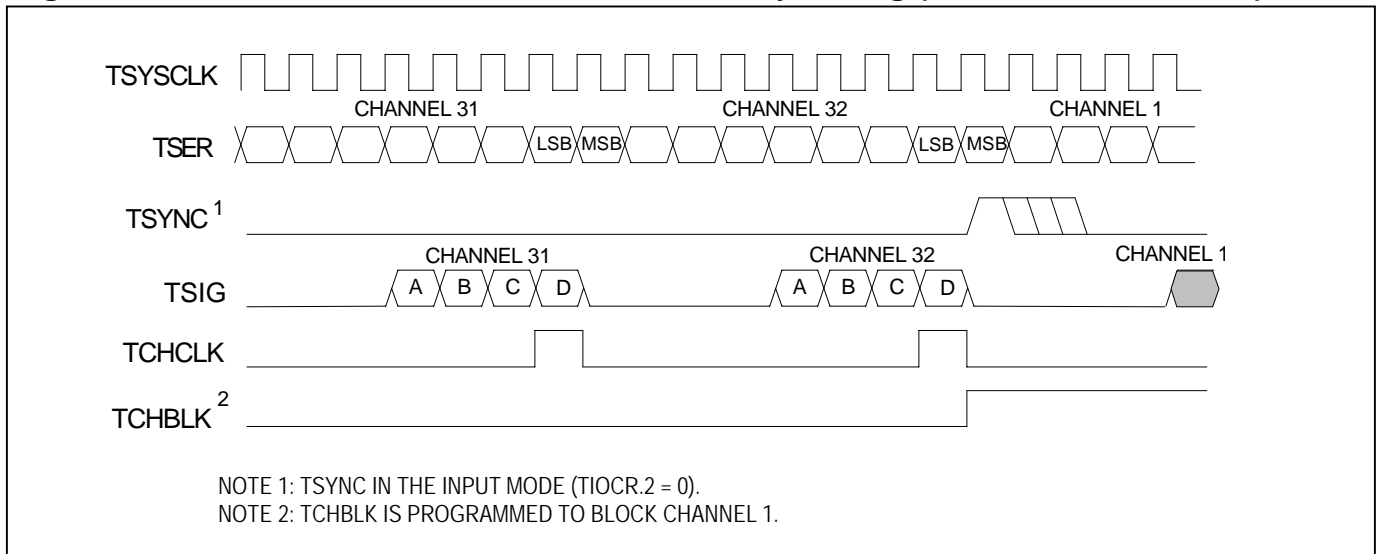 TSYSCLK
CHANNEL 31 CHANNEL 32 CHANNEL 1
TSER LSB MSB LSB MSB
TSYNC 1
CHANNEL 31 CHANNEL 32 CHANNEL 1
TSIG A B C D A B C D
TCHCLK
TCHBLK 2
NOTE 1: TSYNC IN THE INPUT MODE (TIOCR.2 = 0).
NOTE 2: TCHBLK IS PROGRAMMED TO BLOCK CHANNEL 1.